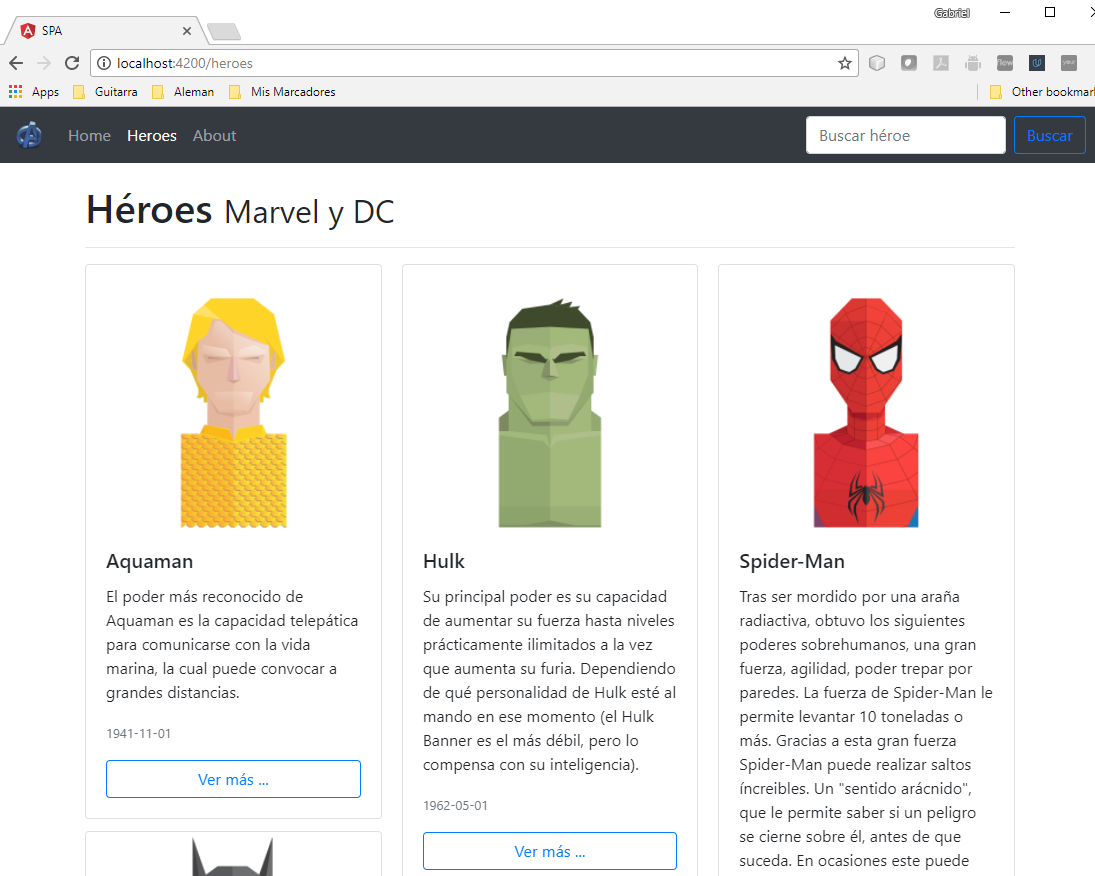 Gabriel
SPA
localhost:4200/heroes
Apps Guitarra Aleman Mis Marcadores Other bookmar
Home Heroes About Buscar héroe Buscar
Héroes Marvel y DC
Aquaman
El poder más reconocido de
Aquaman es la capacidad telepática
para comunicarse con la vida
marina, la cual puede convocar a
grandes distancias.
1941-11-01
Ver más ...
Hulk
Su principal poder es su capacidad
de aumentar su fuerza hasta niveles
prácticamente ilimitados a la vez
que aumenta su furia. Dependiendo
de qué personalidad de Hulk esté al
mando en ese momento (el Hulk
Banner es el más débil, pero lo
compensa con su inteligencia).
1962-05-01
Ver más ...
Spider-Man
Tras ser mordido por una araña
radiactiva, obtuvo los siguientes
poderes sobrehumanos, una gran
fuerza, agilidad, poder trepar por
paredes. La fuerza de Spider-Man le
permite levantar 10 toneladas o
más. Gracias a esta gran fuerza
Spider-Man puede realizar saltos
íncreibles. Un "sentido arácnido",
que le permite saber si un peligro
se cierne sobre él, antes de que
suceda. En ocasiones este puede